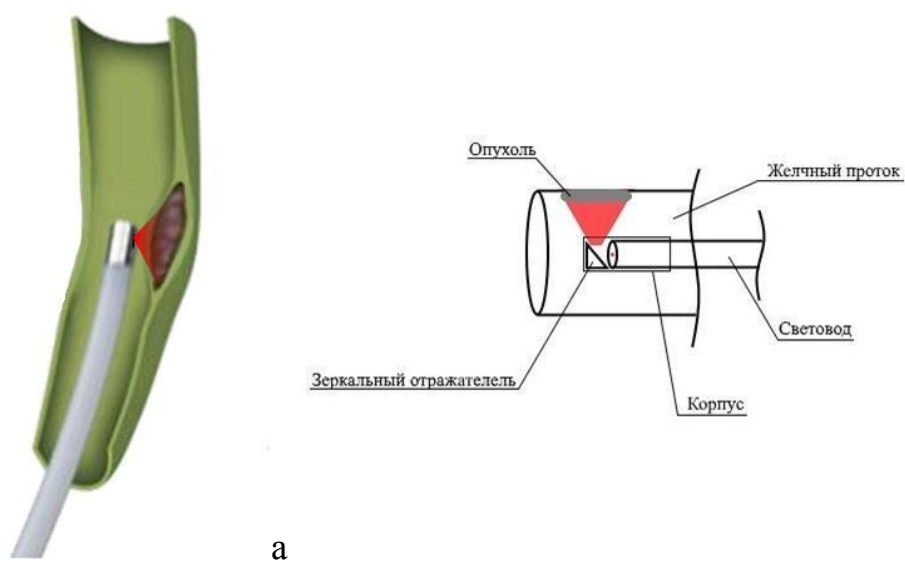 Опухоль
Желчный проток
Световод
Зеркальный отражателель
Корпус
а